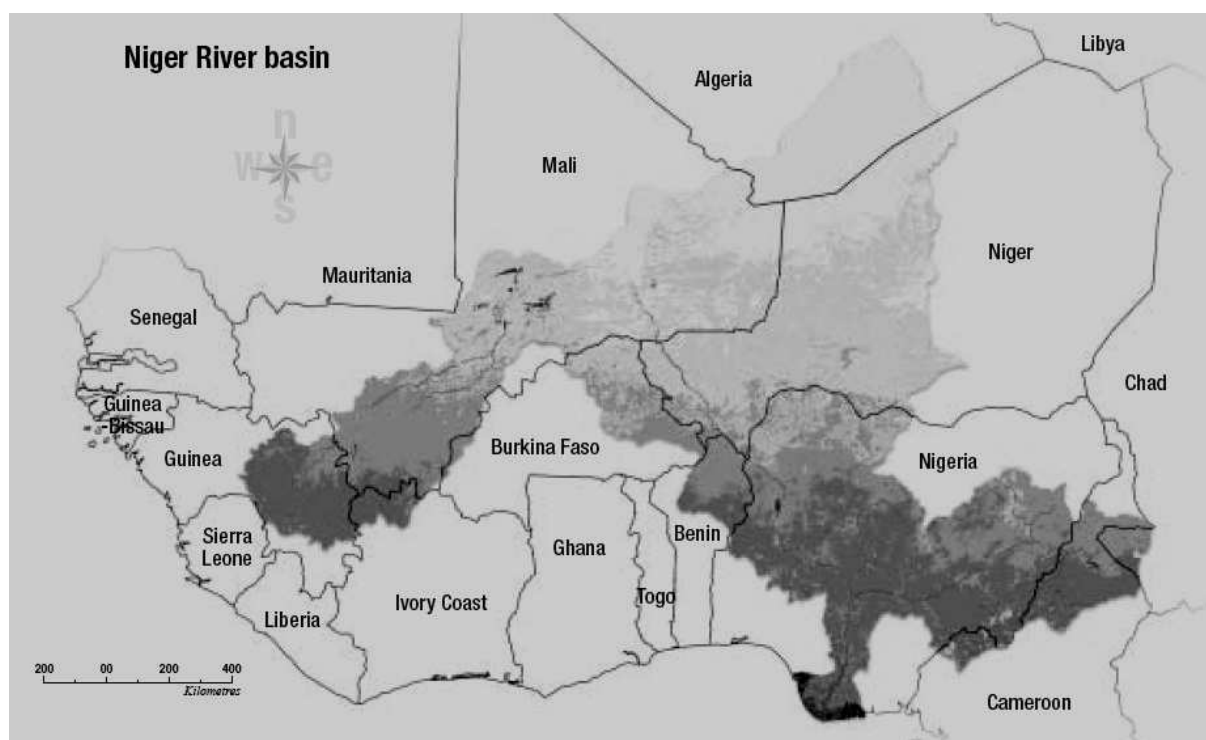 Niger River basin
Libya
Algeria
n
w e
s
Mali
Niger
Mauritania
Senegal
Chad
Guinea
-Bissau
Guinea
Burkina Faso
Nigeria
Sierra
Leone
Benin
Ghana
Togo
Ivory Coast
Liberia
200 00 200 400
Kilometres
Cameroon